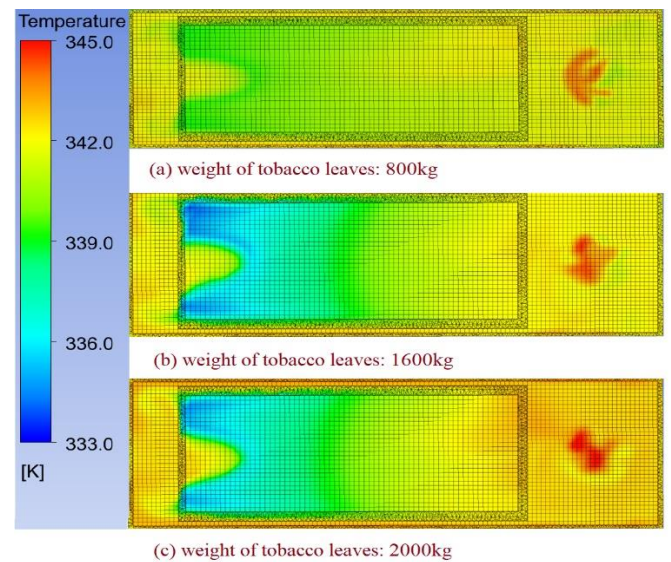 Temperature
345.0
342.0
339.0
336.0
333.0
[K]
(a) weight of tobacco leaves: 800kg
(b) weight of tobacco leaves: 1600kg
(c) weight of tobacco leaves: 2000kg